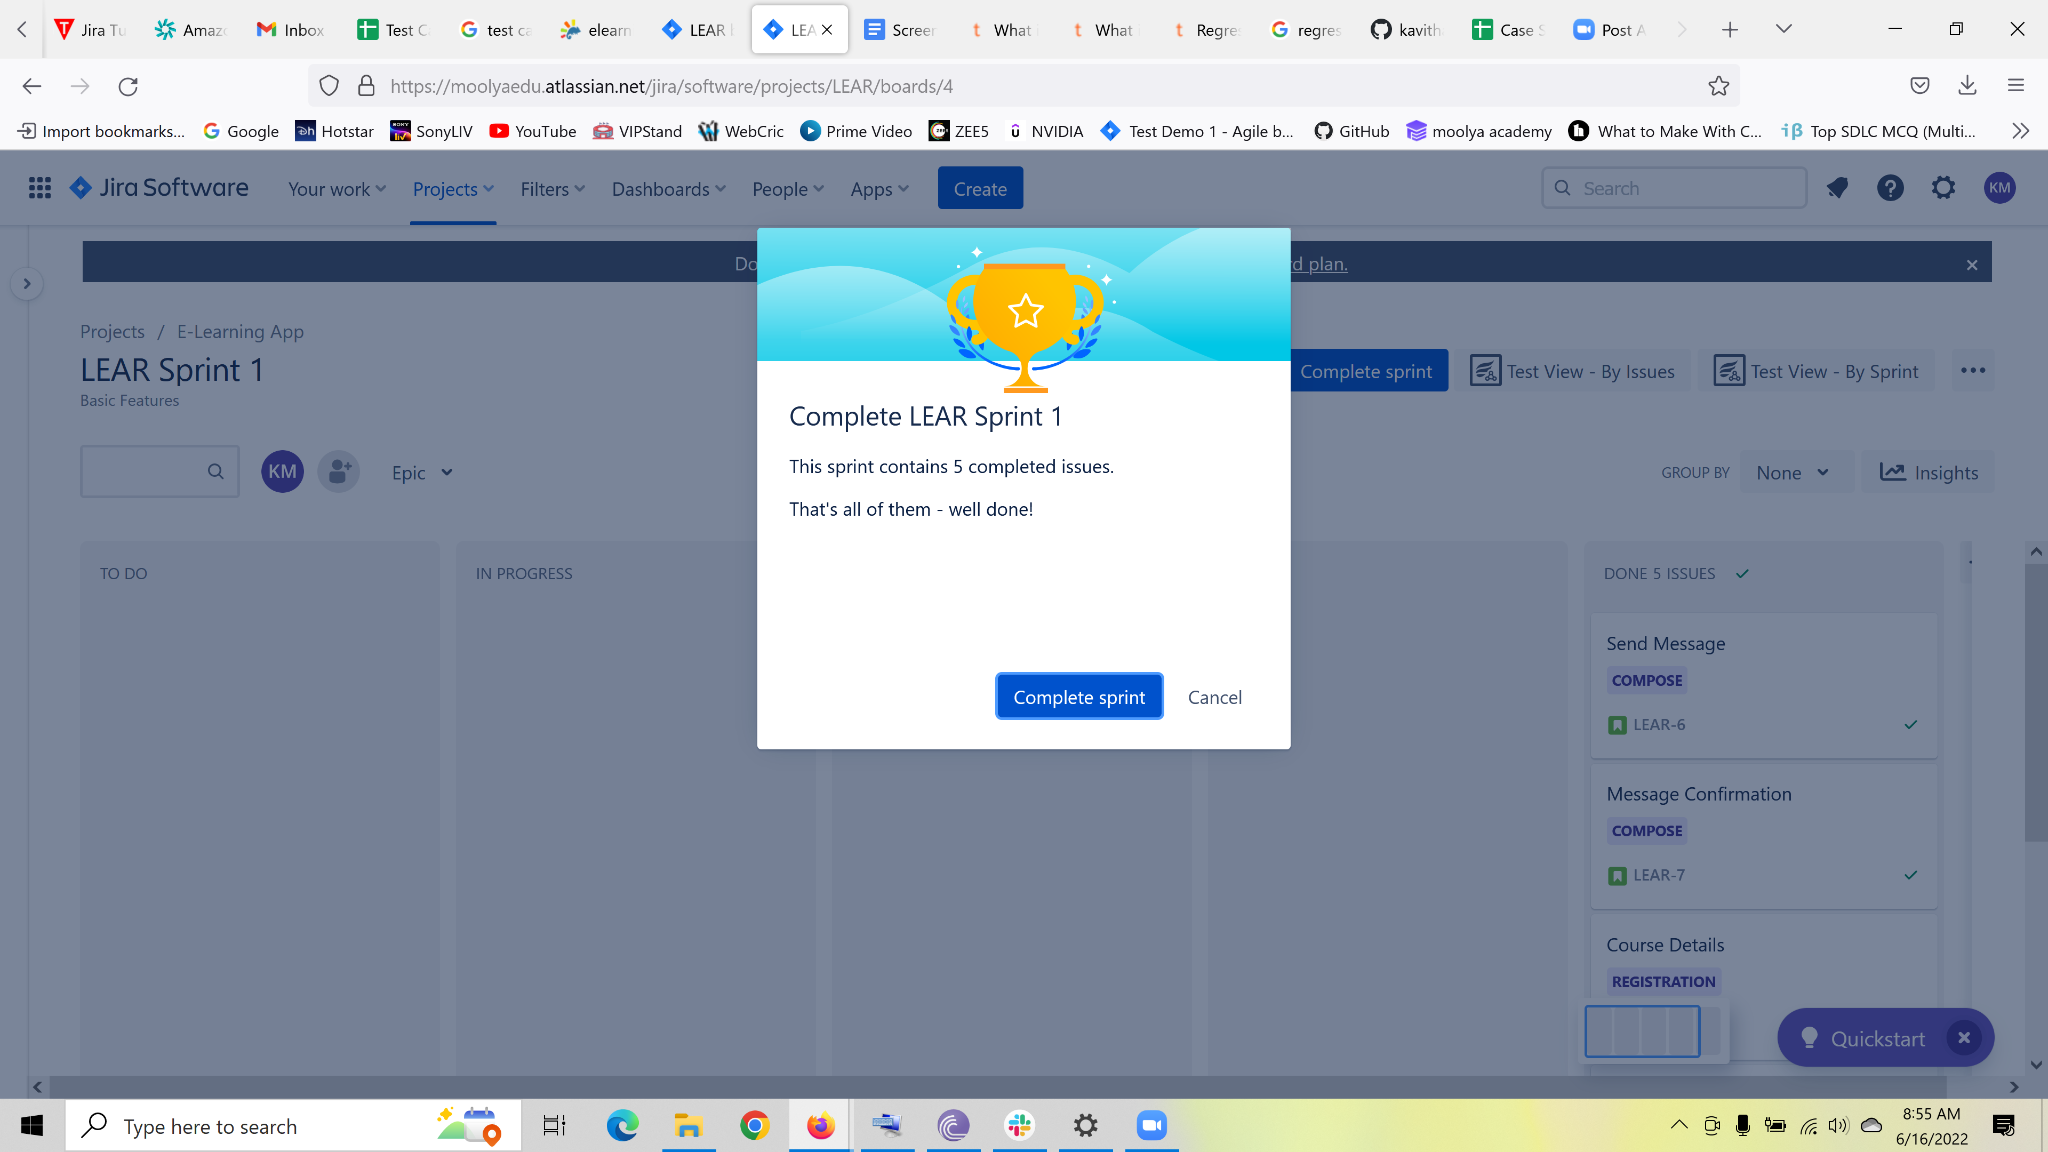 Jira Tu
Amaz
Inbox
Test C
test ca
elearn
LEAR
LEA
Screer
What
What
Regre
regres
kavith
Case S
Post A
https://moolyaedu.atlassian.net/jira/software/projects/LEAR/boards/4
Import bookmarks...
Google
Hotstar
SonyLIV
YouTube
VIPStand
WebCric
Prime Video
ZEE5
NVIDIA
Test Demo 1 - Agile b...
GitHub
moolya academy
What to Make With C...
Top SDLC MCQ (Multi...
Jira Software
Your work
Projects
Filters
Dashboards
People
Apps
Create
Search
KM
Do
d plan.
Projects / E-Learning App
LEAR Sprint 1
Basic Features
Complete sprint
Test View - By Issues
Test View - By Sprint
KM
Epic
GROUP BY
None
Insights
Complete LEAR Sprint 1
This sprint contains 5 completed issues.
That's all of them - well done!
Complete sprint
Cancel
TO DO
IN PROGRESS
DONE 5 ISSUES
Send Message
COMPOSE
LEAR-6
Message Confirmation
COMPOSE
LEAR-7
Course Details
REGISTRATION
Quickstart
Type here to search
8:55 AM
6/16/2022